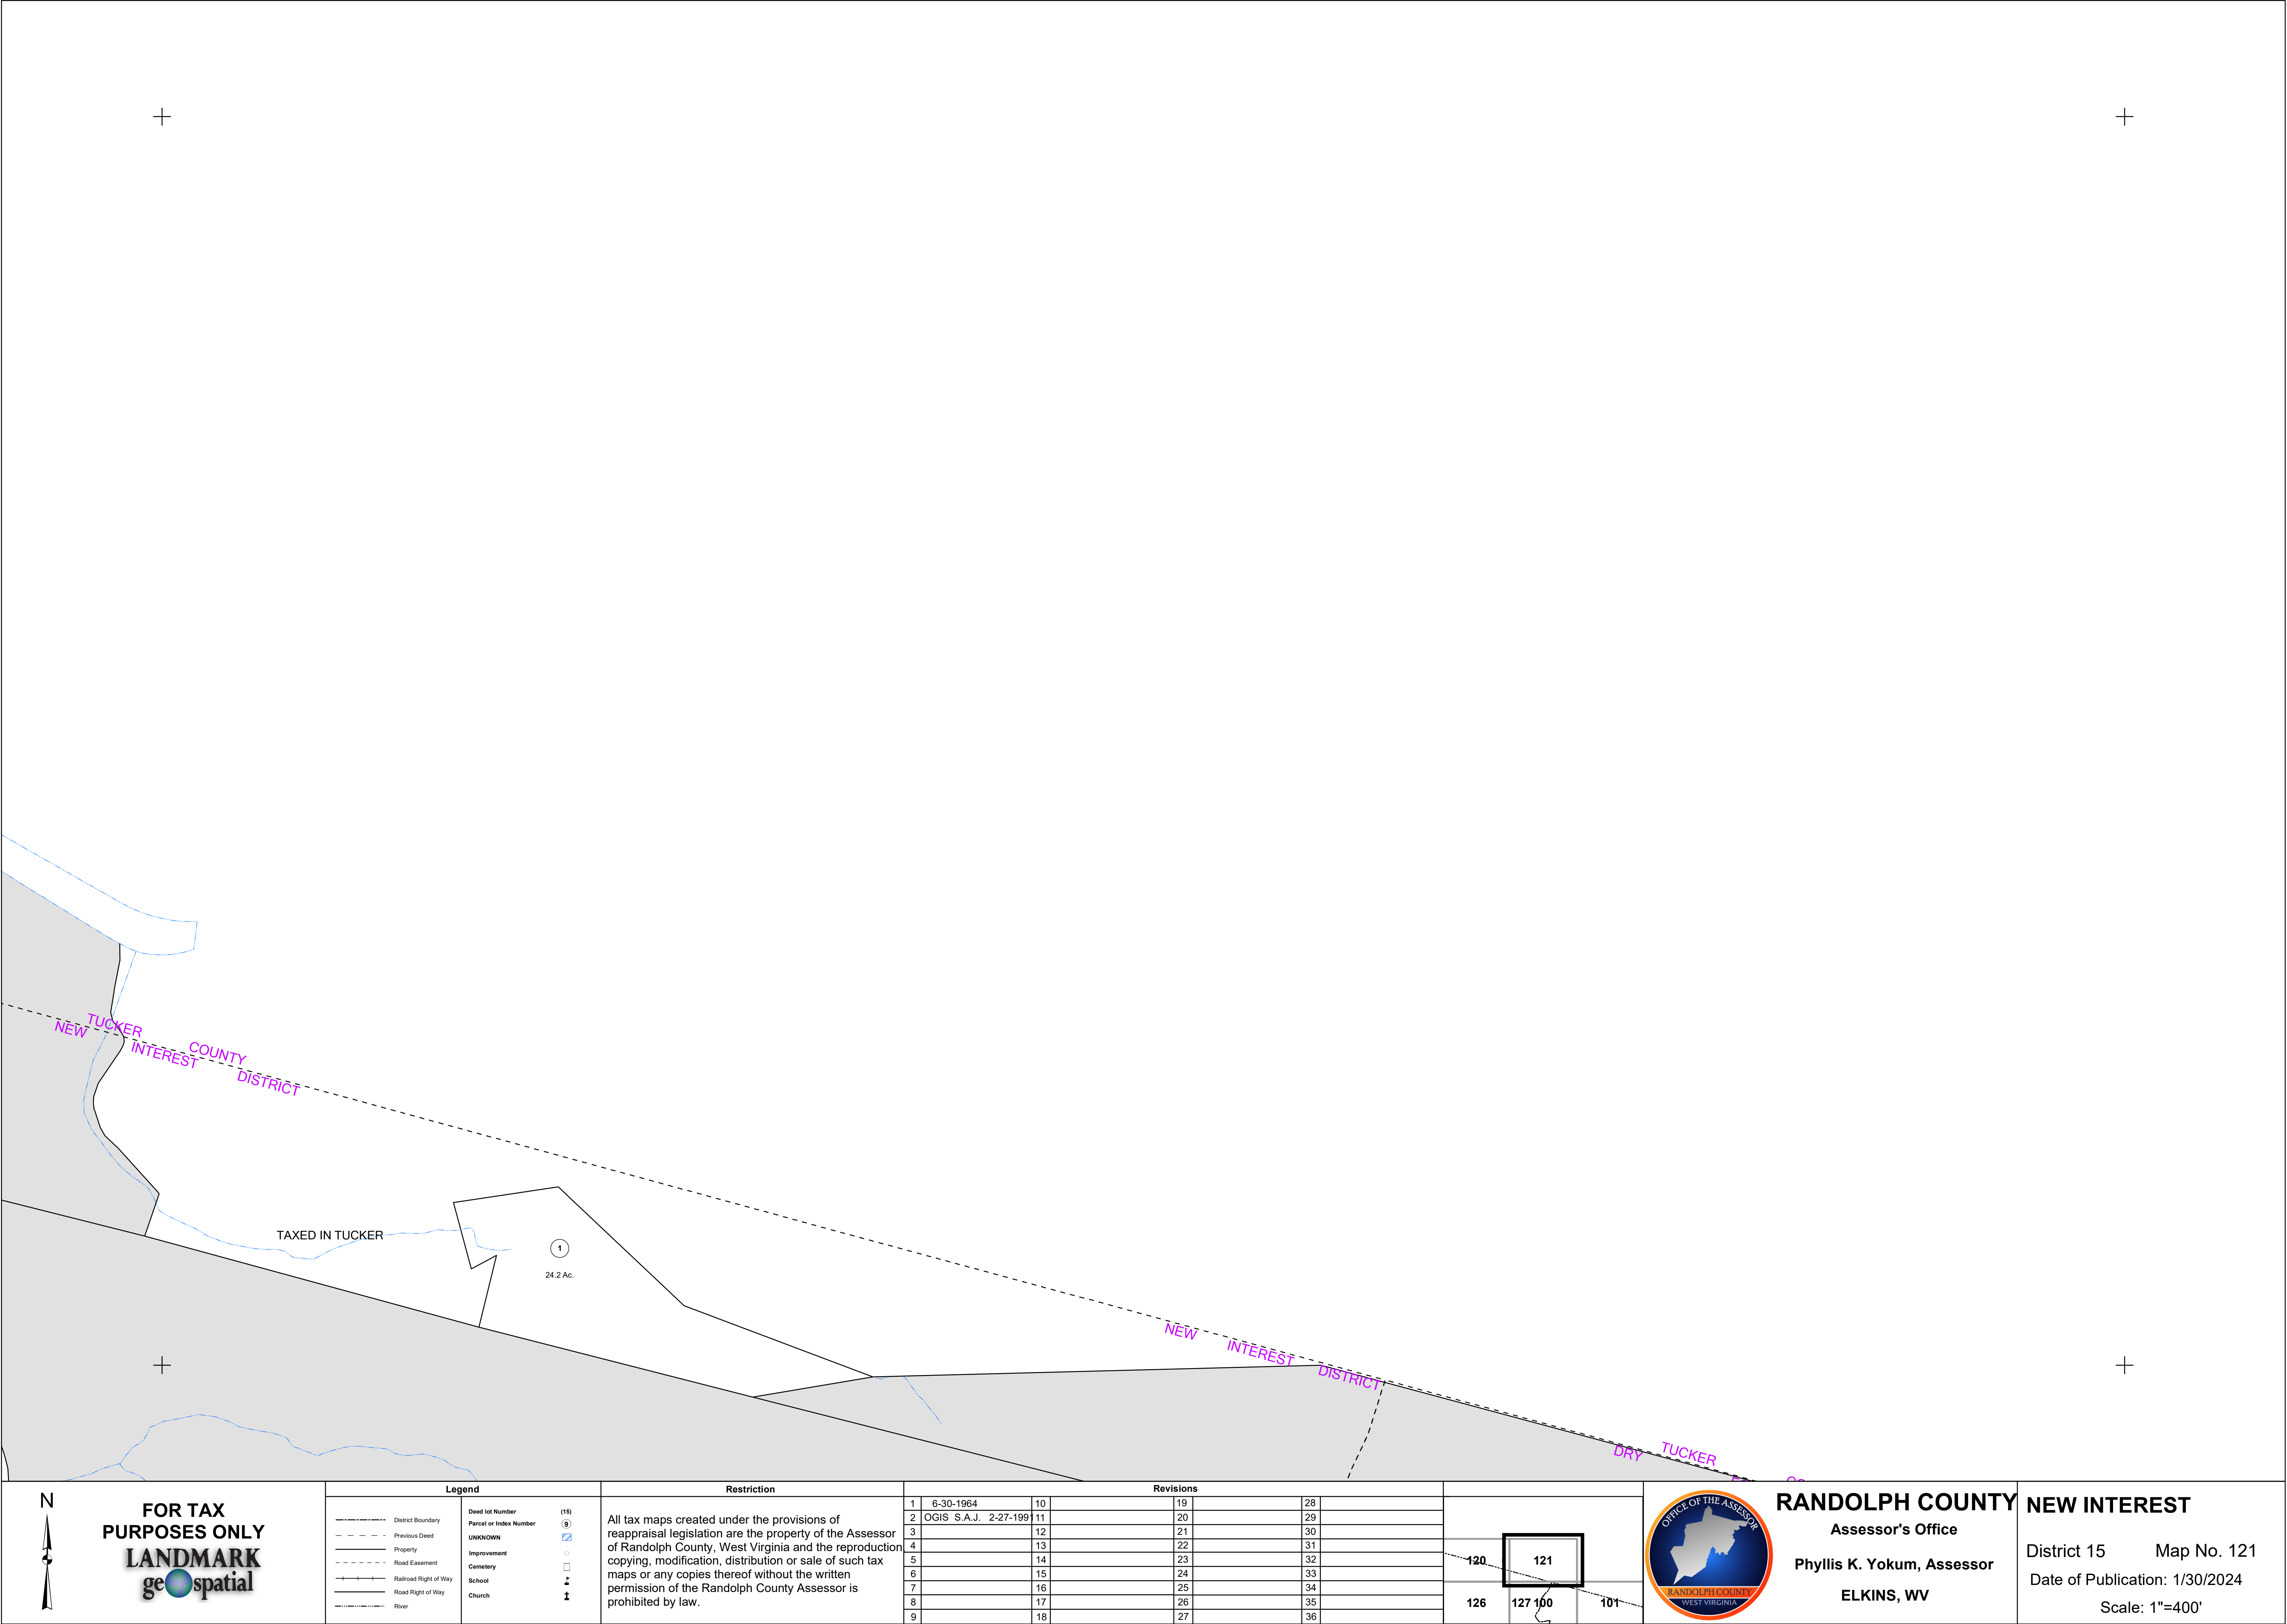 TUCKER COUNTY
NEW INTEREST DISTRICT
TAXED IN TUCKER
1
24.2 Ac.
NEW INTEREST DISTRICT
TUCKER
DRY
N
FOR TAX
PURPOSES ONLY
LANDMARK
geospatial
Legend
District Boundary
Previous Deed
Property
Road Easement
Railroad Right of Way
Road Right of Way
River
Deed lot Number (15)
Parcel or Index Number 9
UNKNOWN
Improvement
Cemetery
School
Church
Restriction
All tax maps created under the provisions of
reappraisal legislation are the property of the Assessor
of Randolph County, West Virginia and the reproduction,
copying, modification, distribution or sale of such tax
maps or any copies thereof without the written
permission of the Randolph County Assessor is
prohibited by law.
Revisions
1 6-30-1964 10 19 28
2 OGIS S.A.J. 2-27-1991 11 20 29
3 12 21 30
4 13 22 31
5 14 23 32
6 15 24 33
7 16 25 34
8 17 26 35
9 18 27 36
120 121
126 127 100 101
OFFICE OF THE ASSESSOR
RANDOLPH COUNTY
WEST VIRGINIA
RANDOLPH COUNTY
Assessor's Office
Phyllis K. Yokum, Assessor
ELKINS, WV
NEW INTEREST
District 15 Map No. 121
Date of Publication: 1/30/2024
Scale: 1"=400'